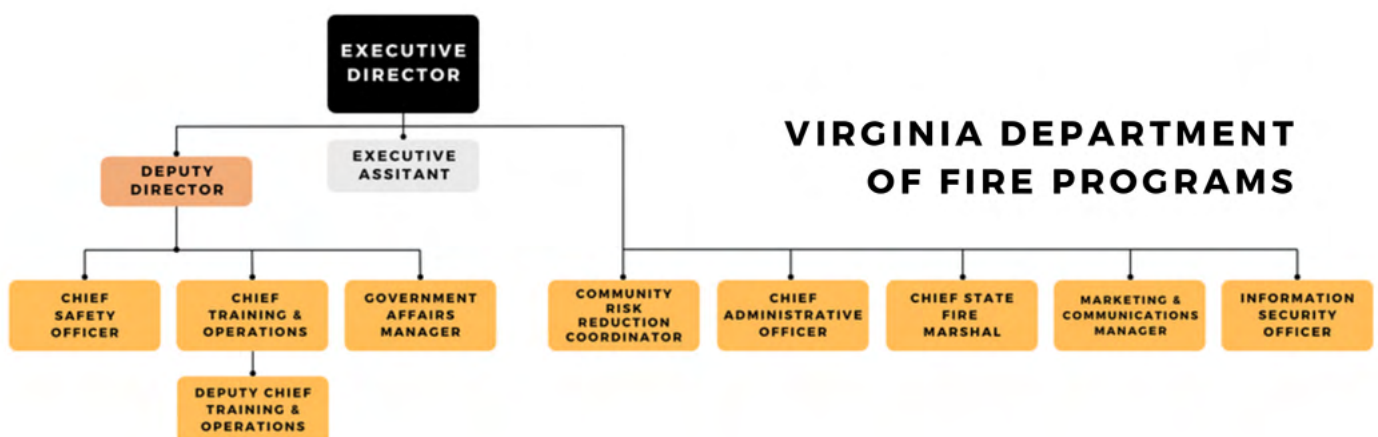 EXECUTIVE
DIRECTOR
VIRGINIA DEPARTMENT
OF FIRE PROGRAMS
DEPUTY
DIRECTOR
EXECUTIVE
ASSITANT
CHIEF
SAFETY
OFFICER
CHIEF
TRAINING &
OPERATIONS
GOVERNMENT
AFFAIRS
MANAGER
COMMUNITY
RISK
REDUCTION
COORDINATOR
CHIEF
ADMINISTRATIVE
OFFICER
CHIEF STATE
FIRE
MARSHAL
MARKETING &
COMMUNICATIONS
MANAGER
INFORMATION
SECURITY
OFFICER
DEPUTY CHIEF
TRAINING &
OPERATIONS